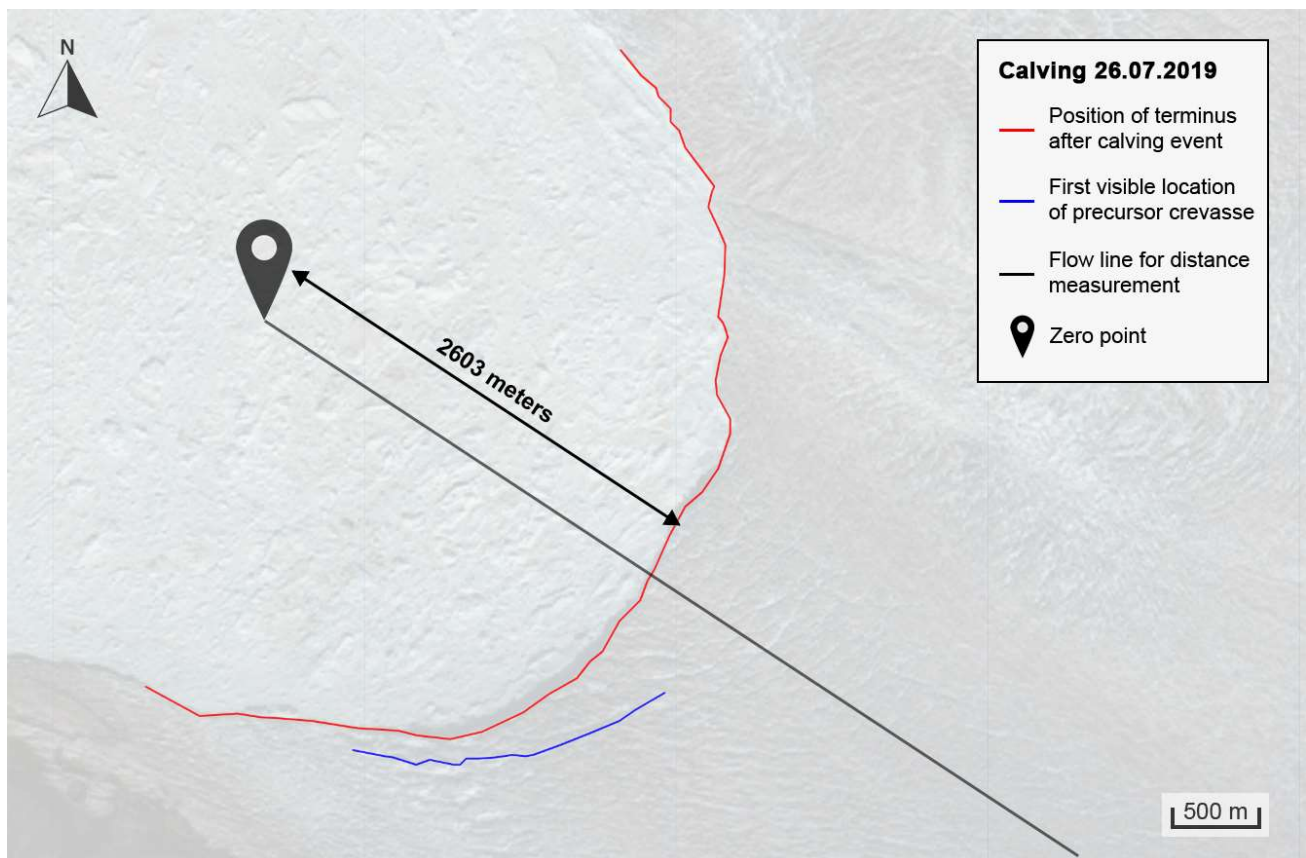 N
Calving 26.07.2019
Position of terminus
after calving event
First visible location
of precursor crevasse
Flow line for distance
measurement
Zero point
2603 meters
500 m